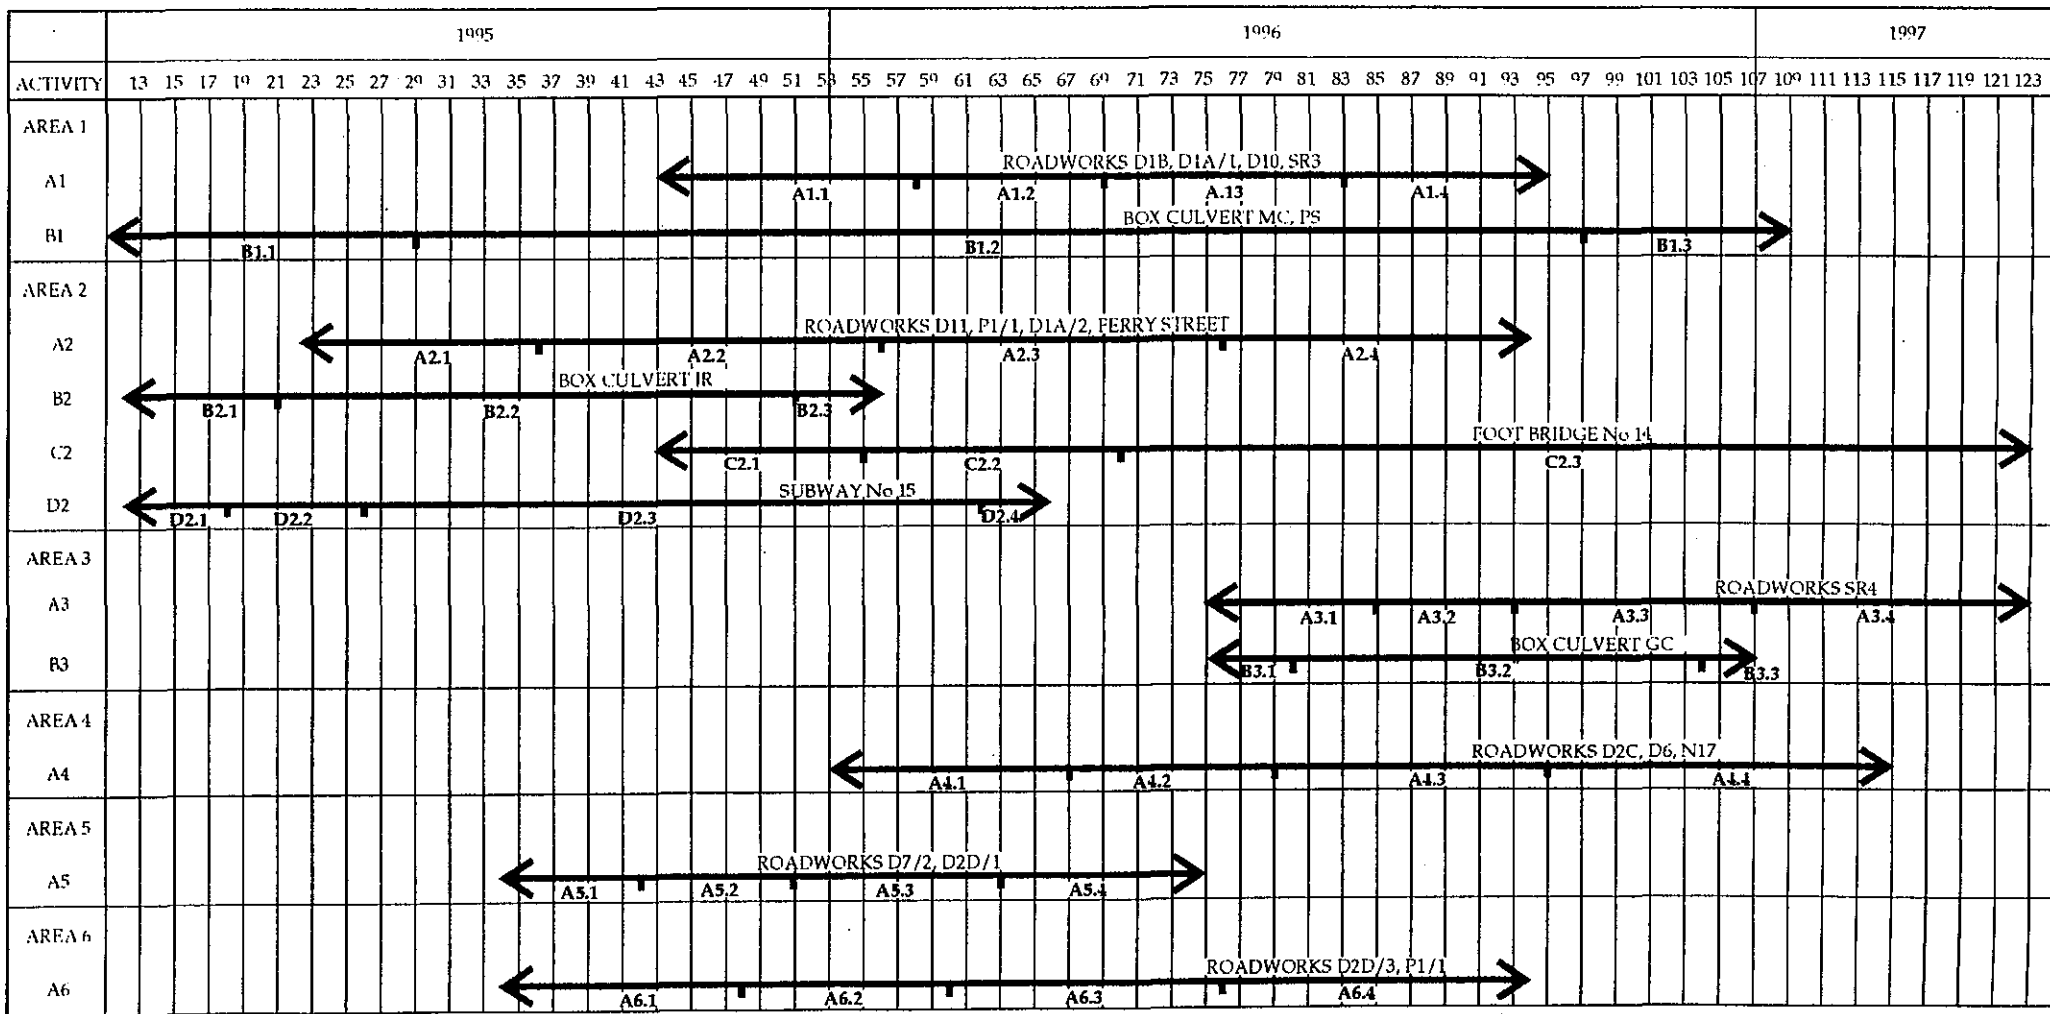 1995 1996 1997
ACTIVITY 13 15 17 19 21 23 25 27 29 31 33 35 37 39 41 43 45 47 49 51 53 55 57 59 61 63 65 67 69 71 73 75 77 79 81 83 85 87 89 91 93 95 97 99 101 103 105 107 109 111 113 115 117 119 121 123
AREA 1
ROADWORKS D1B, D1A/1, D10, SR3
A1
A1.1 A1.2 A.13 A1.4
BOX CULVERT MC, PS
B1
B1.1 B1.2 B1.3
AREA 2
ROADWORKS D11, P1/1, D1A/2, FERRY STREET
A2
A2.1 A2.2 A2.3 A2.4
BOX CULVERT JR
B2
B2.1 B2.2 B2.3
FOOT BRIDGE No 14
C2
C2.1 C2.2 C2.3
SUBWAY No 15
D2
D2.1 D2.2 D2.3 D2.4
AREA 3
ROADWORKS SR4
A3
A3.1 A3.2 A3.3 A3.4
BOX CULVERT GC
B3
B3.1 B3.2 B3.3
AREA 4
ROADWORKS D2C, D6, N17
A4
A4.1 A4.2 A4.3 A4.4
AREA 5
ROADWORKS D7/2, D2D/1
A5
A5.1 A5.2 A5.3 A5.4
AREA 6
ROADWORKS D2D/3, P1/1
A6
A6.1 A6.2 A6.3 A6.4